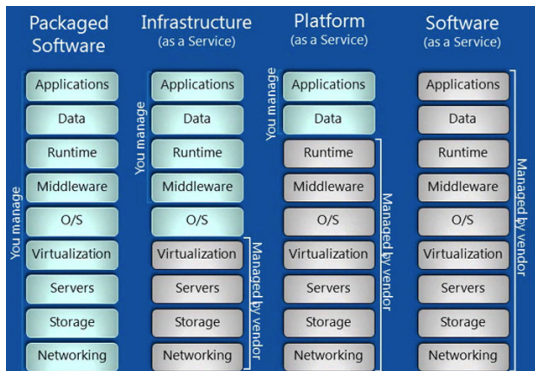 Packaged
Software
You manage
Applications
Data
Runtime
Middleware
O/S
Virtualization
Servers
Storage
Networking
Infrastructure
(as a Service)
You manage
Applications
Data
Runtime
Middleware
O/S
Virtualization
Servers
Storage
Networking
Managed by vendor
Platform
(as a Service)
You manage
Applications
Data
Runtime
Middleware
O/S
Virtualization
Servers
Storage
Networking
Managed by vendor
Software
(as a Service)
Applications
Data
Runtime
Middleware
O/S
Virtualization
Servers
Storage
Networking
Managed by vendor